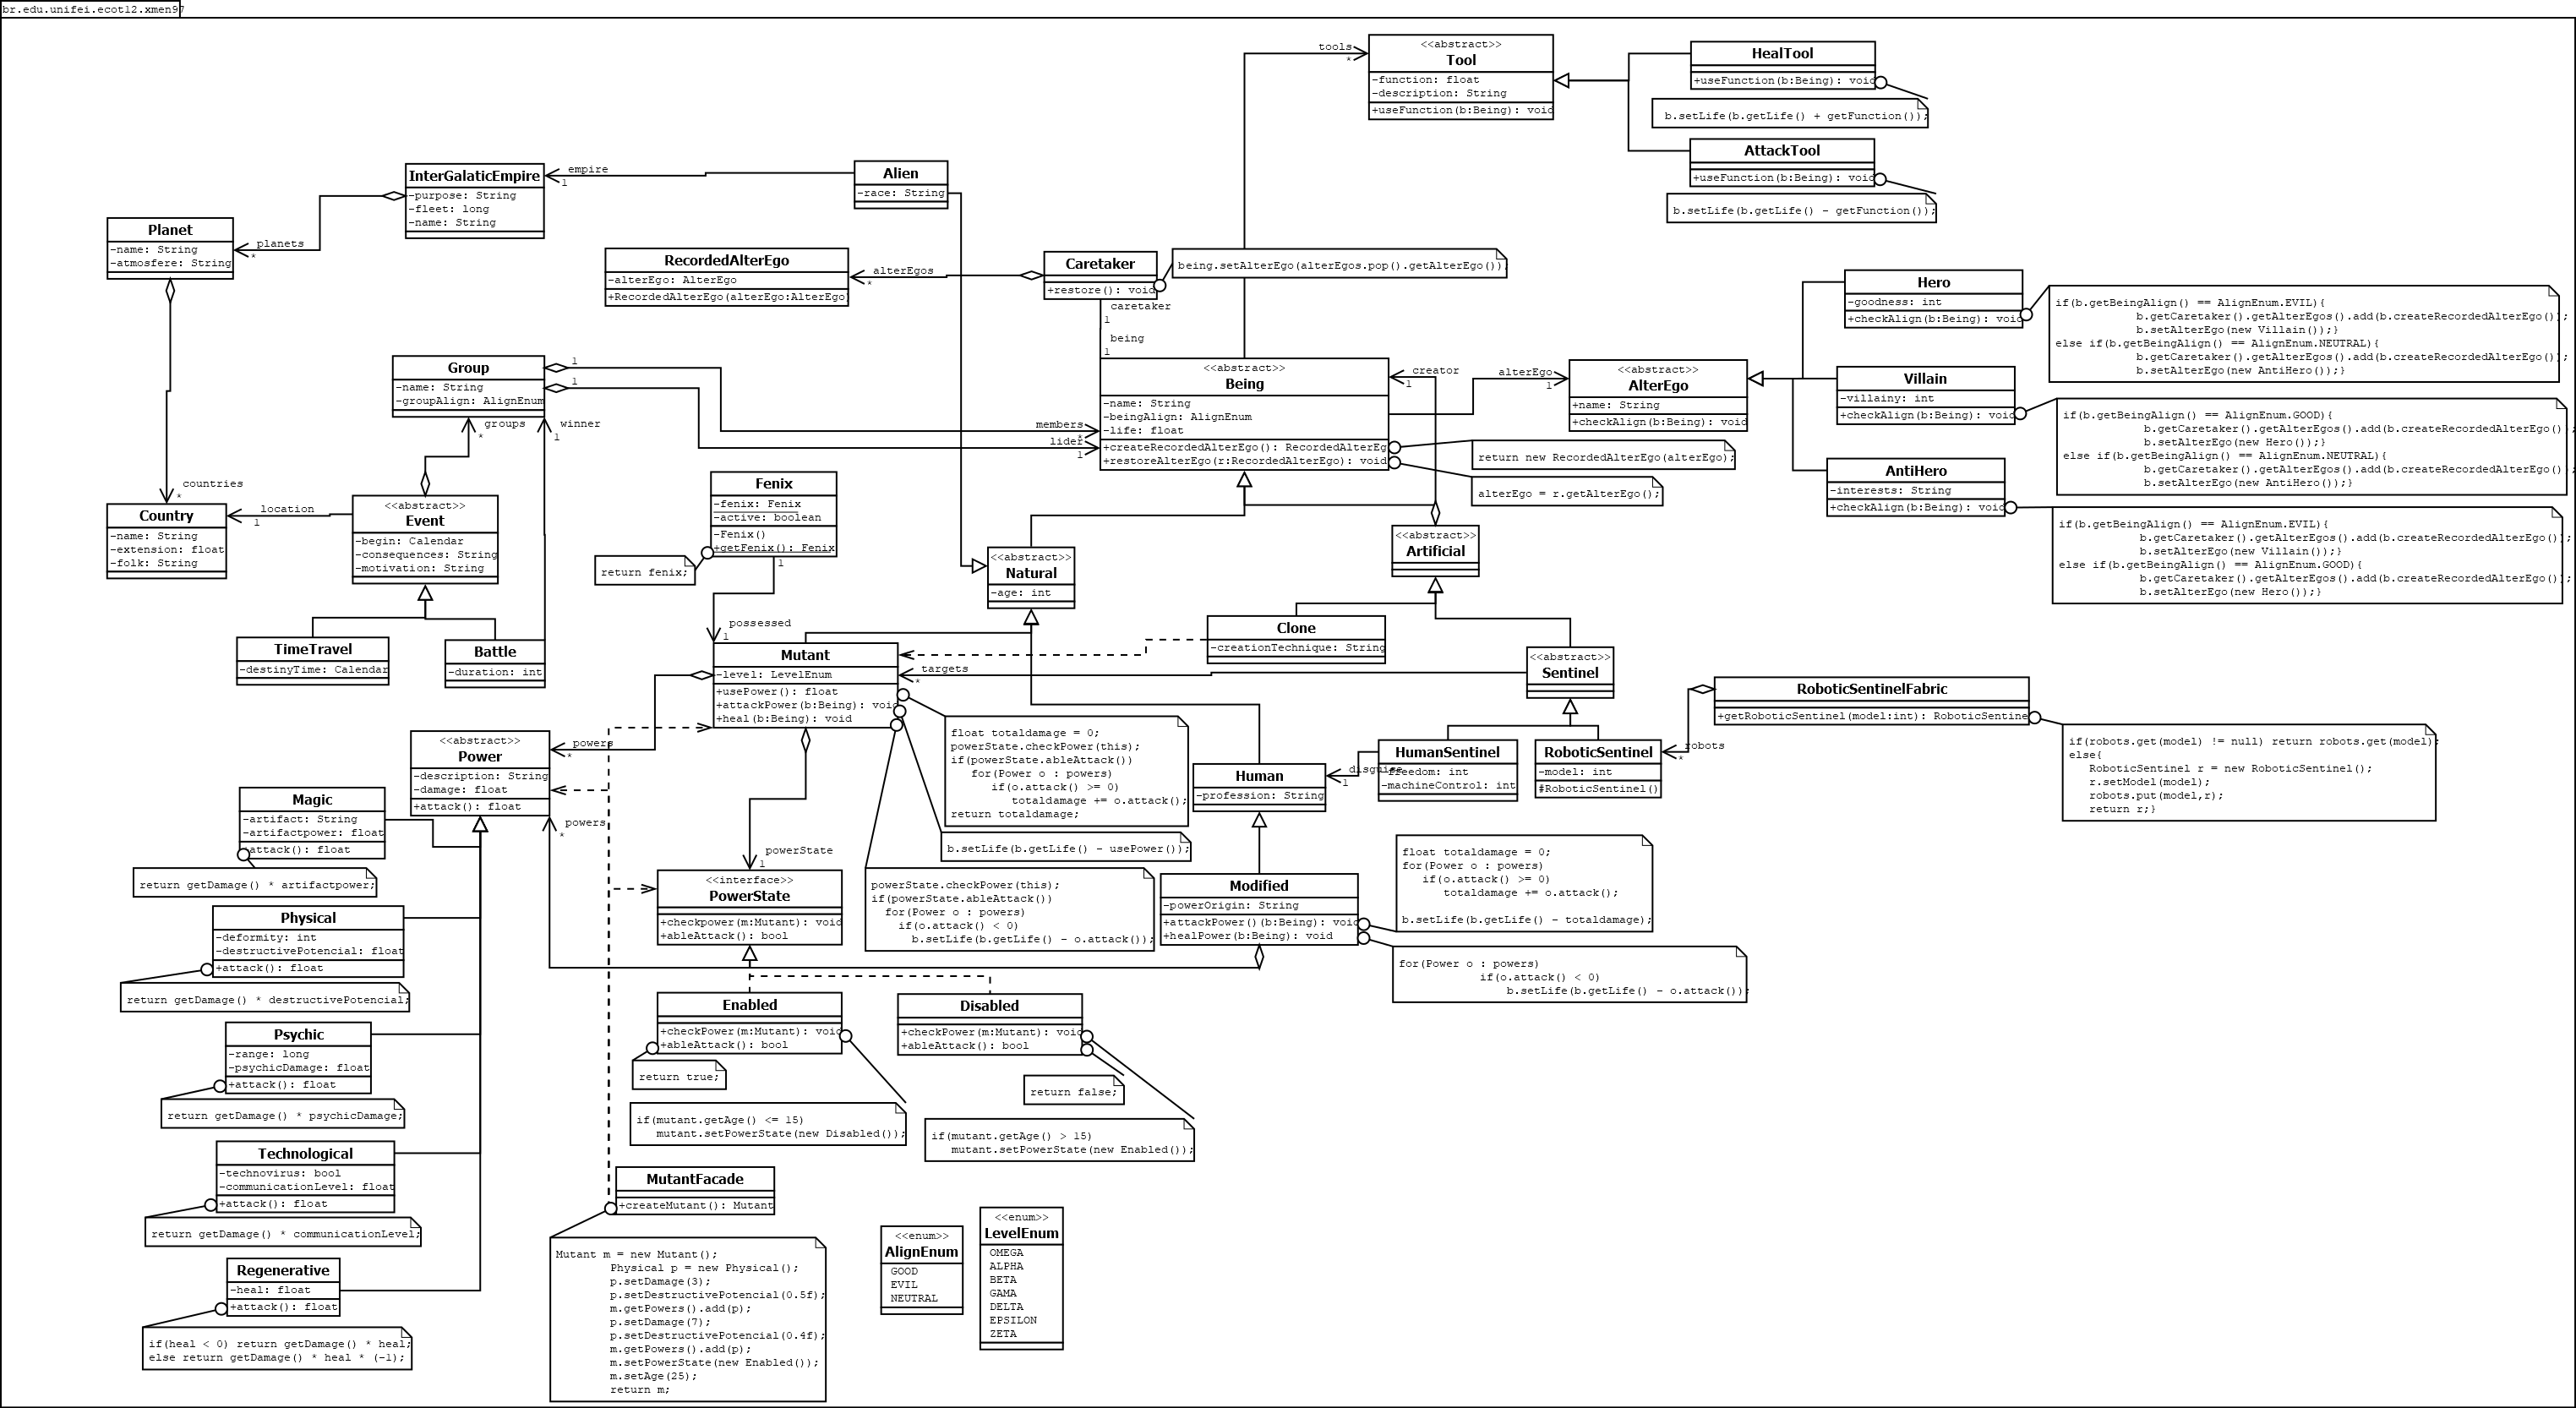 br.edu.unifei.ecot12.xmen97
tools
*
<<abstract>>
Tool
-function: float
-description: String
+useFunction(b:Being): void
HealTool
+useFunction(b:Being): void
b.setLife(b.getLife() + getFunction());
AttackTool
+useFunction(b:Being): void
b.setLife(b.getLife() - getFunction());
InterGalaticEmpire
-purpose: String
-fleet: long
-name: String
empire
1
Alien
-race: String
Planet
-name: String
-atmosfere: String
planets
*
RecordedAlterEgo
-alterEgo: AlterEgo
+RecordedAlterEgo(alterEgo:AlterEgo)
alterEgos
*
Caretaker
+restore(): void
being.setAlterEgo(alterEgos.pop().getAlterEgo());
caretaker
1
being
1
Hero
-goodness: int
+checkAlign(b:Being): void
if(b.getBeingAlign() == AlignEnum.EVIL){
b.getCaretaker().getAlterEgos().add(b.createRecordedAlterEgo());
b.setAlterEgo(new Villain());}
else if(b.getBeingAlign() == AlignEnum.NEUTRAL){
b.getCaretaker().getAlterEgos().add(b.createRecordedAlterEgo());
b.setAlterEgo(new AntiHero());}
Group
-name: String
-groupAlign: AlignEnum
1
1
groups
*
winner
1
members
*
lider
1
<<abstract>>
Being
-name: String
-beingAlign: AlignEnum
-life: float
+createRecordedAlterEgo(): RecordedAlterEg
+restoreAlterEgo(r:RecordedAlterEgo): void
creator
1
alterEgo
1
<<abstract>>
AlterEgo
+name: String
+checkAlign(b:Being): void
return new RecordedAlterEgo(alterEgo);
alterEgo = r.getAlterEgo();
Villain
-villainy: int
+checkAlign(b:Being): void
if(b.getBeingAlign() == AlignEnum.GOOD){
b.getCaretaker().getAlterEgos().add(b.createRecordedAlterEgo());
b.setAlterEgo(new Hero());}
else if(b.getBeingAlign() == AlignEnum.NEUTRAL){
b.getCaretaker().getAlterEgos().add(b.createRecordedAlterEgo());
b.setAlterEgo(new AntiHero());}
AntiHero
-interests: String
+checkAlign(b:Being): void
if(b.getBeingAlign() == AlignEnum.EVIL){
b.getCaretaker().getAlterEgos().add(b.createRecordedAlterEgo());
b.setAlterEgo(new Villain());}
else if(b.getBeingAlign() == AlignEnum.GOOD){
b.getCaretaker().getAlterEgos().add(b.createRecordedAlterEgo());
b.setAlterEgo(new Hero());}
countries
*
Country
-name: String
-extension: float
-folk: String
location
1
<<abstract>>
Event
-begin: Calendar
-consequences: String
-motivation: String
TimeTravel
-destinyTime: Calendar
Battle
-duration: int
Fenix
-fenix: Fenix
-active: boolean
-Fenix()
+getFenix(): Fenix
return fenix;
1
possessed
1
<<abstract>>
Natural
-age: int
<<abstract>>
Artificial
Clone
-creationTechnique: String
Mutant
-level: LevelEnum
+usePower(): float
+attackPower(b:Being): void
+heal(b:Being): void
targets
*
<<abstract>>
Sentinel
RoboticSentinelFabric
+getRoboticSentinel(model:int): RoboticSentine
if(robots.get(model) != null) return robots.get(model);
else{
RoboticSentinel r = new RoboticSentinel();
r.setModel(model);
robots.put(model,r);
return r;}
robots
*
HumanSentinel
-freedom: int
-machineControl: int
RoboticSentinel
-model: int
#RoboticSentinel()
disguise
1
Human
-profession: String
float totaldamage = 0;
powerState.checkPower(this);
if(powerState.ableAttack())
for(Power o : powers)
if(o.attack() >= 0)
totaldamage += o.attack();
return totaldamage;
b.setLife(b.getLife() - usePower());
powerState.checkPower(this);
if(powerState.ableAttack())
for(Power o : powers)
if(o.attack() < 0)
b.setLife(b.getLife() - o.attack());
<<abstract>>
Power
-description: String
-damage: float
+attack(): float
powers
*
powers
*
Magic
-artifact: String
-artifactpower: float
+attack(): float
return getDamage() * artifactpower;
Physical
-deformity: int
-destructivePotencial: float
+attack(): float
return getDamage() * destructivePotencial;
Psychic
-range: long
-psychicDamage: float
+attack(): float
return getDamage() * psychicDamage;
Technological
-technovirus: bool
-communicationLevel: float
+attack(): float
return getDamage() * communicationLevel;
Regenerative
-heal: float
+attack(): float
if(heal < 0) return getDamage() * heal;
else return getDamage() * heal * (-1);
powerState
1
<<interface>>
PowerState
+checkpower(m:Mutant): void
+ableAttack(): bool
Modified
-powerOrigin: String
+attackPower()(b:Being): void
+healPower(b:Being): void
float totaldamage = 0;
for(Power o : powers)
if(o.attack() >= 0)
totaldamage += o.attack();
b.setLife(b.getLife() - totaldamage);
for(Power o : powers)
if(o.attack() < 0)
b.setLife(b.getLife() - o.attack());
Enabled
+checkPower(m:Mutant): void
+ableAttack(): bool
return true;
if(mutant.getAge() <= 15)
mutant.setPowerState(new Disabled());
Disabled
+checkPower(m:Mutant): void
+ableAttack(): bool
return false;
if(mutant.getAge() > 15)
mutant.setPowerState(new Enabled());
MutantFacade
+createMutant(): Mutant
Mutant m = new Mutant();
Physical p = new Physical();
p.setDamage(3);
p.setDestructivePotencial(0.5f);
m.getPowers().add(p);
p.setDamage(7);
p.setDestructivePotencial(0.4f);
m.getPowers().add(p);
m.setPowerState(new Enabled());
m.setAge(25);
return m;
<<enum>>
AlignEnum
GOOD
EVIL
NEUTRAL
<<enum>>
LevelEnum
OMEGA
ALPHA
BETA
GAMA
DELTA
EPSILON
ZETA